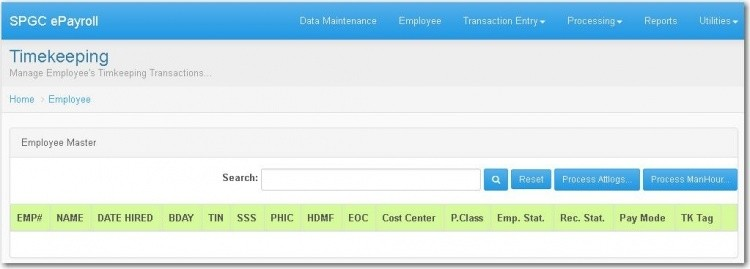 SPGC ePayroll Data Maintenance Employee Transaction Entry Processing Reports Utilities
Timekeeping
Manage Employee's Timkeeping Transactions...
Home Employee
Employee Master
Search: Reset Process Attlogs... Process ManHour...
EMP# NAME DATE HIRED BDAY TIN SSS PHIC HDMF EOC Cost Center P.Class Emp. Stat. Rec. Stat. Pay Mode TK Tag